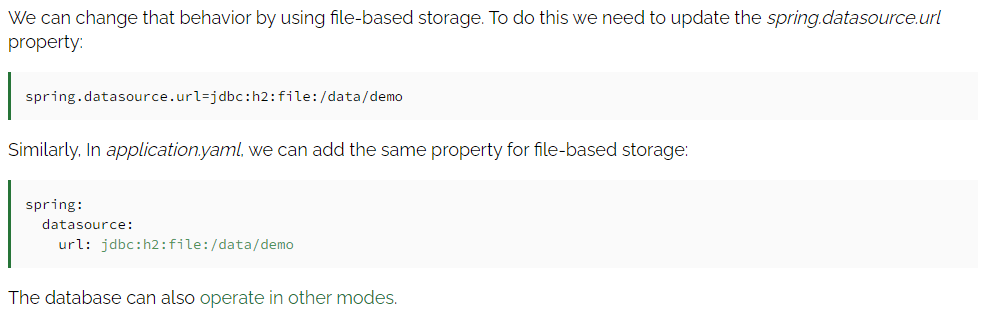 We can change that behavior by using file-based storage. To do this we need to update the spring.datasource.url
property:
spring.datasource.url=jdbc:h2:file:/data/demo
Similarly, In application.yaml, we can add the same property for file-based storage:
spring:
  datasource:
    url: jdbc:h2:file:/data/demo
The database can also operate in other modes.